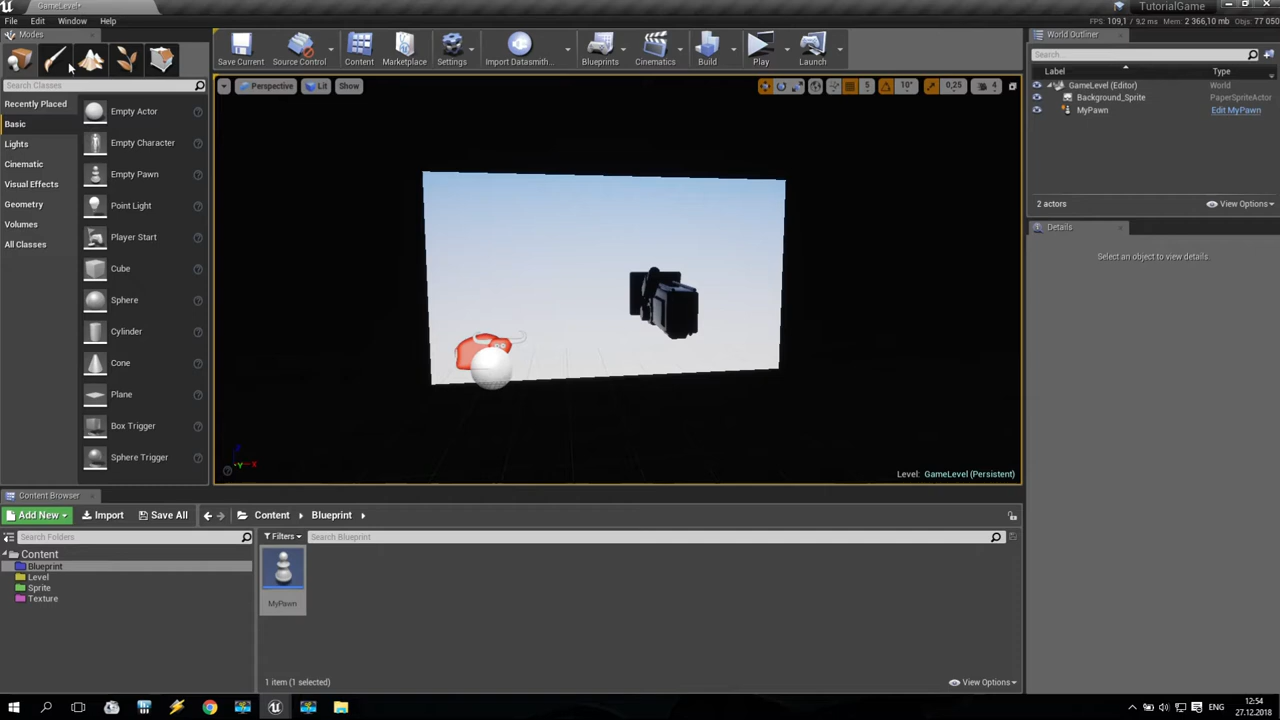 GameLevel*
TutorialGame
File Edit Window Help
FPS: 109,1 / 9,2 ms Mem: 2 366,10 mb Objs: 77 050
Modes
Save Current
Source Control
Content
Marketplace
Settings
Import Datasmith...
Blueprints
Cinematics
Build
Play
Launch
Search Classes
Recently Placed
Basic
Lights
Cinematic
Visual Effects
Geometry
Volumes
All Classes
Empty Actor
Empty Character
Empty Pawn
Point Light
Player Start
Cube
Sphere
Cylinder
Cone
Plane
Box Trigger
Sphere Trigger
Perspective Lit Show
5 10° 0,25 4
Z
Y X
Level: GameLevel (Persistent)
World Outliner
Search...
Label Type
GameLevel (Editor) World
Background_Sprite PaperSpriteActor
MyPawn Edit MyPawn
2 actors View Options
Details
Select an object to view details.
Content Browser
Add New Import Save All Content Blueprint
Search Folders
Filters Search Blueprint
Content
Blueprint
Level
Sprite
Texture
MyPawn
1 item (1 selected) View Options
ENG
12:54
27.12.2018